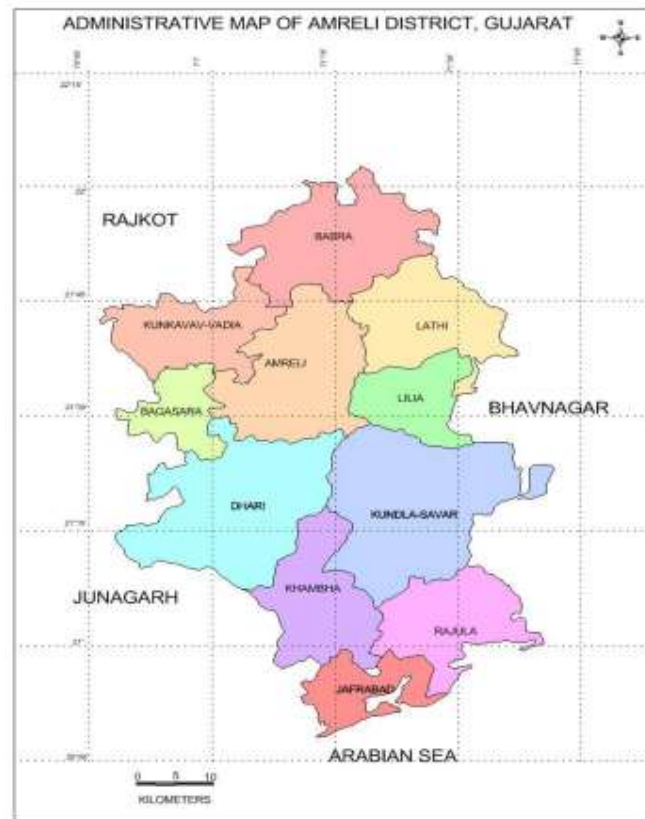 ADMINISTRATIVE MAP OF AMRELI DISTRICT, GUJARAT
RAJKOT
BABRA
KUNKAVAV-VADIA
LATHI
AMRELI
BAGASARA
LILIA
BHAVNAGAR
DHARI
KUNDLA-SAVAR
KHAMBHA
JUNAGARH
RAJULA
JAFRABAD
ARABIAN SEA
0 5 10
KILOMETERS